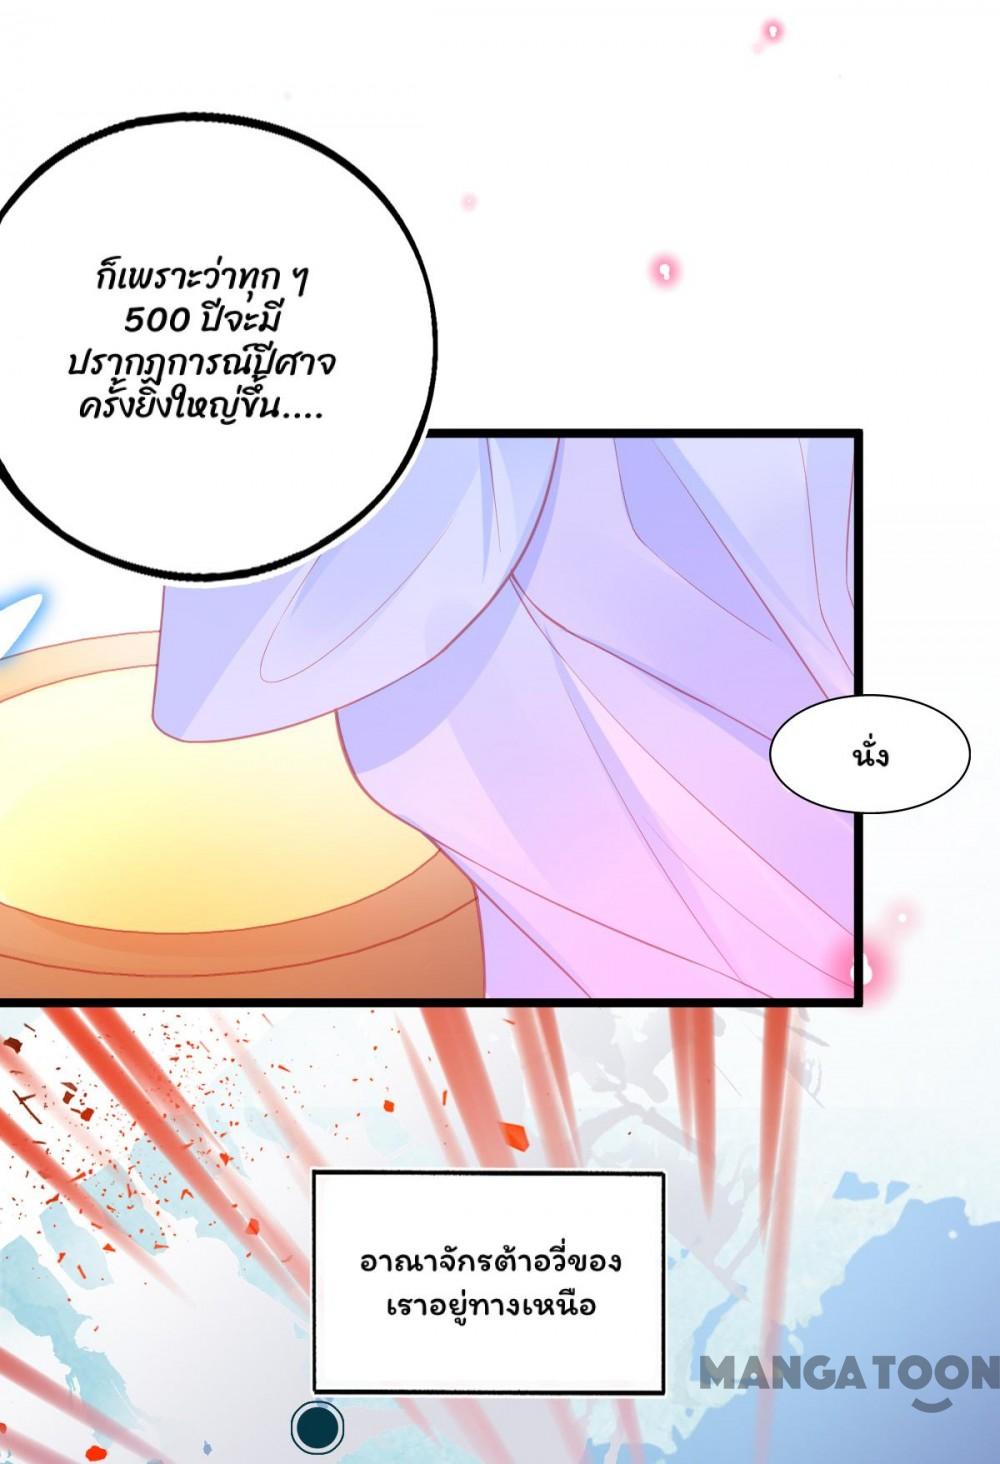 ก็เพราะว่าทุก ๆ
500 ปีจะมี
ปรากฏการณ์ปีศาจ
ครั้งยิ่งใหญ่ขึ้น....
นั่ง
อาณาจักรต้าอวี่ของ
เราอยู่ทางเหนือ
MANGATOON